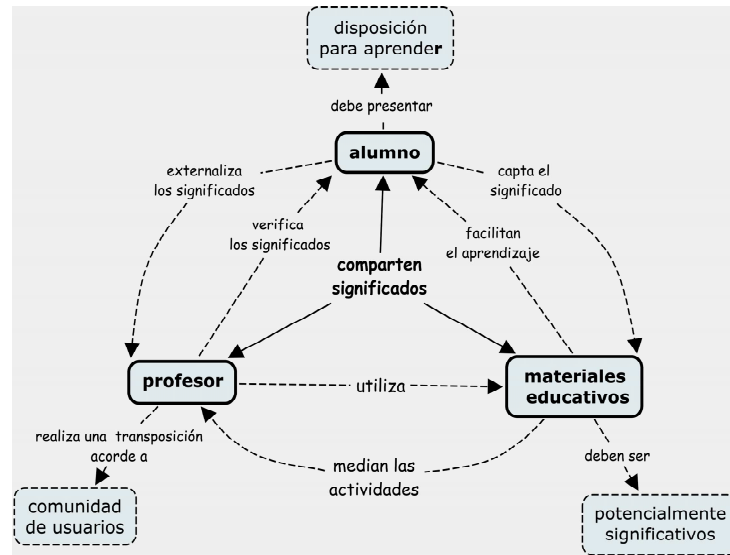 disposición
para aprender
debe presentar
alumno
externaliza
los significados
capta el
significado
verifica
los significados
facilitan
el aprendizaje
comparten
significados
profesor
utiliza
materiales
educativos
realiza una transposición
acorde a
median las
actividades
deben ser
comunidad
de usuarios
potencialmente
significativos